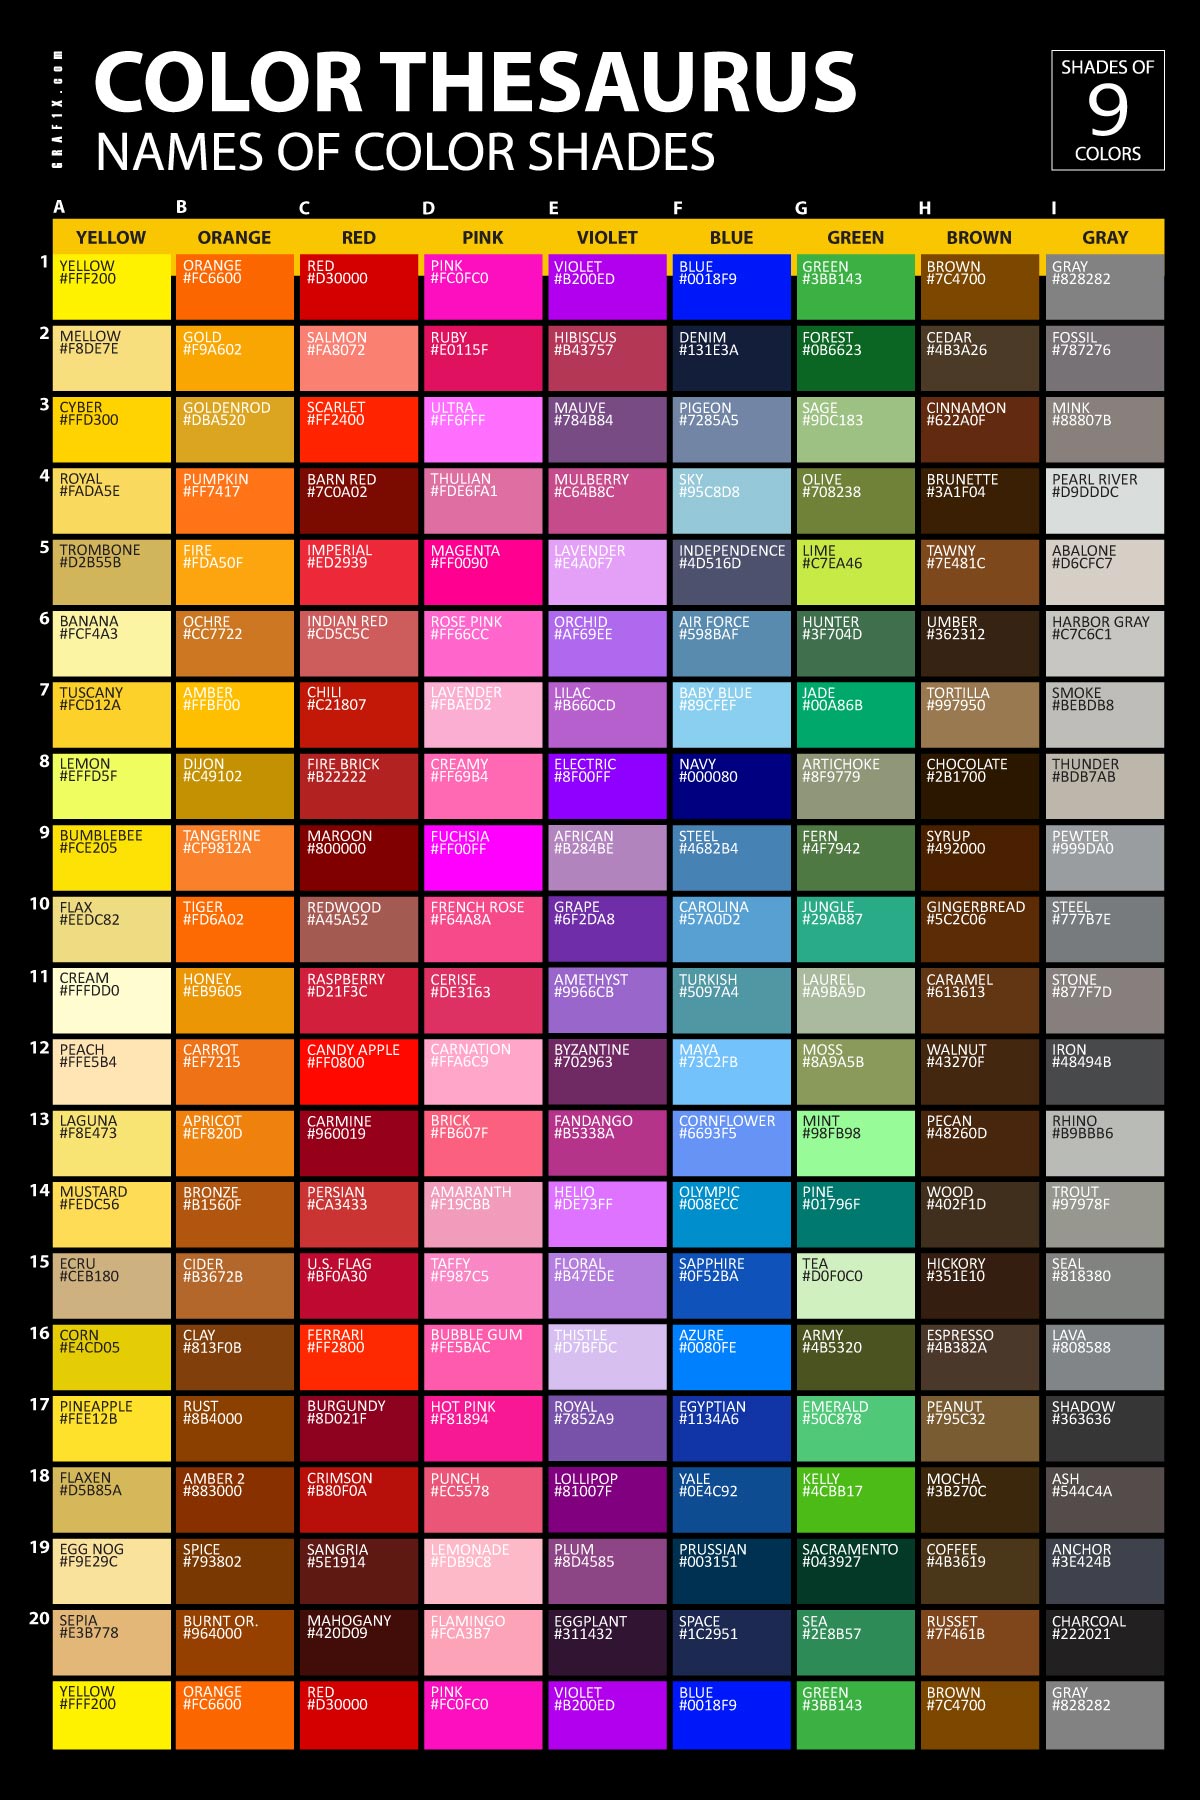 GRAF1X.com
COLOR THESAURUS
NAMES OF COLOR SHADES
SHADES OF
9
COLORS
A B C D E F G H I
YELLOW ORANGE RED PINK VIOLET BLUE GREEN BROWN GRAY
1 YELLOW ORANGE RED PINK VIOLET BLUE GREEN BROWN GRAY
#FFF200 #FC6600 #D30000 #FC0FC0 #B200ED #0018F9 #3BB143 #7C4700 #828282
2 MELLOW GOLD SALMON RUBY HIBISCUS DENIM FOREST CEDAR FOSSIL
#F8DE7E #F9A602 #FA8072 #E0115F #B43757 #131E3A #0B6623 #4B3A26 #787276
3 CYBER GOLDENROD SCARLET ULTRA MAUVE PIGEON SAGE CINNAMON MINK
#FFD300 #DBA520 #FF2400 #FF6FFF #784B84 #7285A5 #9DC183 #622A0F #88807B
4 ROYAL PUMPKIN BARN RED THULIAN MULBERRY SKY OLIVE BRUNETTE PEARL RIVER
#FADA5E #FF7417 #7C0A02 #FDE6FA1 #C64B8C #95C8D8 #708238 #3A1F04 #D9DDDC
5 TROMBONE FIRE IMPERIAL MAGENTA LAVENDER INDEPENDENCE LIME TAWNY ABALONE
#D2B55B #FDA50F #ED2939 #FF0090 #E4A0F7 #4D516D #C7EA46 #7E481C #D6CFC7
6 BANANA OCHRE INDIAN RED ROSE PINK ORCHID AIR FORCE HUNTER UMBER HARBOR GRAY
#FCF4A3 #CC7722 #CD5C5C #FF66CC #AF69EE #598BAF #3F704D #362312 #C7C6C1
7 TUSCANY AMBER CHILI LAVENDER LILAC BABY BLUE JADE TORTILLA SMOKE
#FCD12A #FFBF00 #C21807 #FBAED2 #B660CD #89CFEF #00A86B #997950 #BEBDB8
8 LEMON DIJON FIRE BRICK CREAMY ELECTRIC NAVY ARTICHOKE CHOCOLATE THUNDER
#EFFD5F #C49102 #B22222 #FF69B4 #8F00FF #000080 #8F9779 #2B1700 #BDB7AB
9 BUMBLEBEE TANGERINE MAROON FUCHSIA AFRICAN STEEL FERN SYRUP PEWTER
#FCE205 #CF9812A #800000 #FF00FF #B284BE #4682B4 #4F7942 #492000 #999DA0
10 FLAX TIGER REDWOOD FRENCH ROSE GRAPE CAROLINA JUNGLE GINGERBREAD STEEL
#EEDC82 #FD6A02 #A45A52 #F64A8A #6F2DA8 #57A0D2 #29AB87 #5C2C06 #777B7E
11 CREAM HONEY RASPBERRY CERISE AMETHYST TURKISH LAUREL CARAMEL STONE
#FFFDD0 #EB9605 #D21F3C #DE3163 #9966CB #5097A4 #A9BA9D #613613 #877F7D
12 PEACH CARROT CANDY APPLE CARNATION BYZANTINE MAYA MOSS WALNUT IRON
#FFE5B4 #EF7215 #FF0800 #FFA6C9 #702963 #73C2FB #8A9A5B #43270F #48494B
13 LAGUNA APRICOT CARMINE BRICK FANDANGO CORNFLOWER MINT PECAN RHINO
#F8E473 #EF820D #960019 #FB607F #B5338A #6693F5 #98FB98 #48260D #B9BBB6
14 MUSTARD BRONZE PERSIAN AMARANTH HELIO OLYMPIC PINE WOOD TROUT
#FEDC56 #B1560F #CA3433 #F19CBB #DE73FF #008ECC #01796F #402F1D #97978F
15 ECRU CIDER U.S. FLAG TAFFY FLORAL SAPPHIRE TEA HICKORY SEAL
#CEB180 #B3672B #BF0A30 #F987C5 #B47EDE #0F52BA #D0F0C0 #351E10 #818380
16 CORN CLAY FERRARI BUBBLE GUM THISTLE AZURE ARMY ESPRESSO LAVA
#E4CD05 #813F0B #FF2800 #FE5BAC #D7BFDC #0080FE #4B5320 #4B382A #808588
17 PINEAPPLE RUST BURGUNDY HOT PINK ROYAL EGYPTIAN EMERALD PEANUT SHADOW
#FEE12B #8B4000 #8D021F #F81894 #7852A9 #1134A6 #50C878 #795C32 #363636
18 FLAXEN AMBER 2 CRIMSON PUNCH LOLLIPOP YALE KELLY MOCHA ASH
#D5B85A #883000 #B80F0A #EC5578 #81007F #0E4C92 #4CBB17 #3B270C #544C4A
19 EGG NOG SPICE SANGRIA LEMONADE PLUM PRUSSIAN SACRAMENTO COFFEE ANCHOR
#F9E29C #793802 #5E1914 #FDB9C8 #8D4585 #003151 #043927 #4B3619 #3E424B
20 SEPIA BURNT OR. MAHOGANY FLAMINGO EGGPLANT SPACE SEA RUSSET CHARCOAL
#E3B778 #964000 #420D09 #FCA3B7 #311432 #1C2951 #2E8B57 #7F461B #222021
YELLOW ORANGE RED PINK VIOLET BLUE GREEN BROWN GRAY
#FFF200 #FC6600 #D30000 #FC0FC0 #B200ED #0018F9 #3BB143 #7C4700 #828282